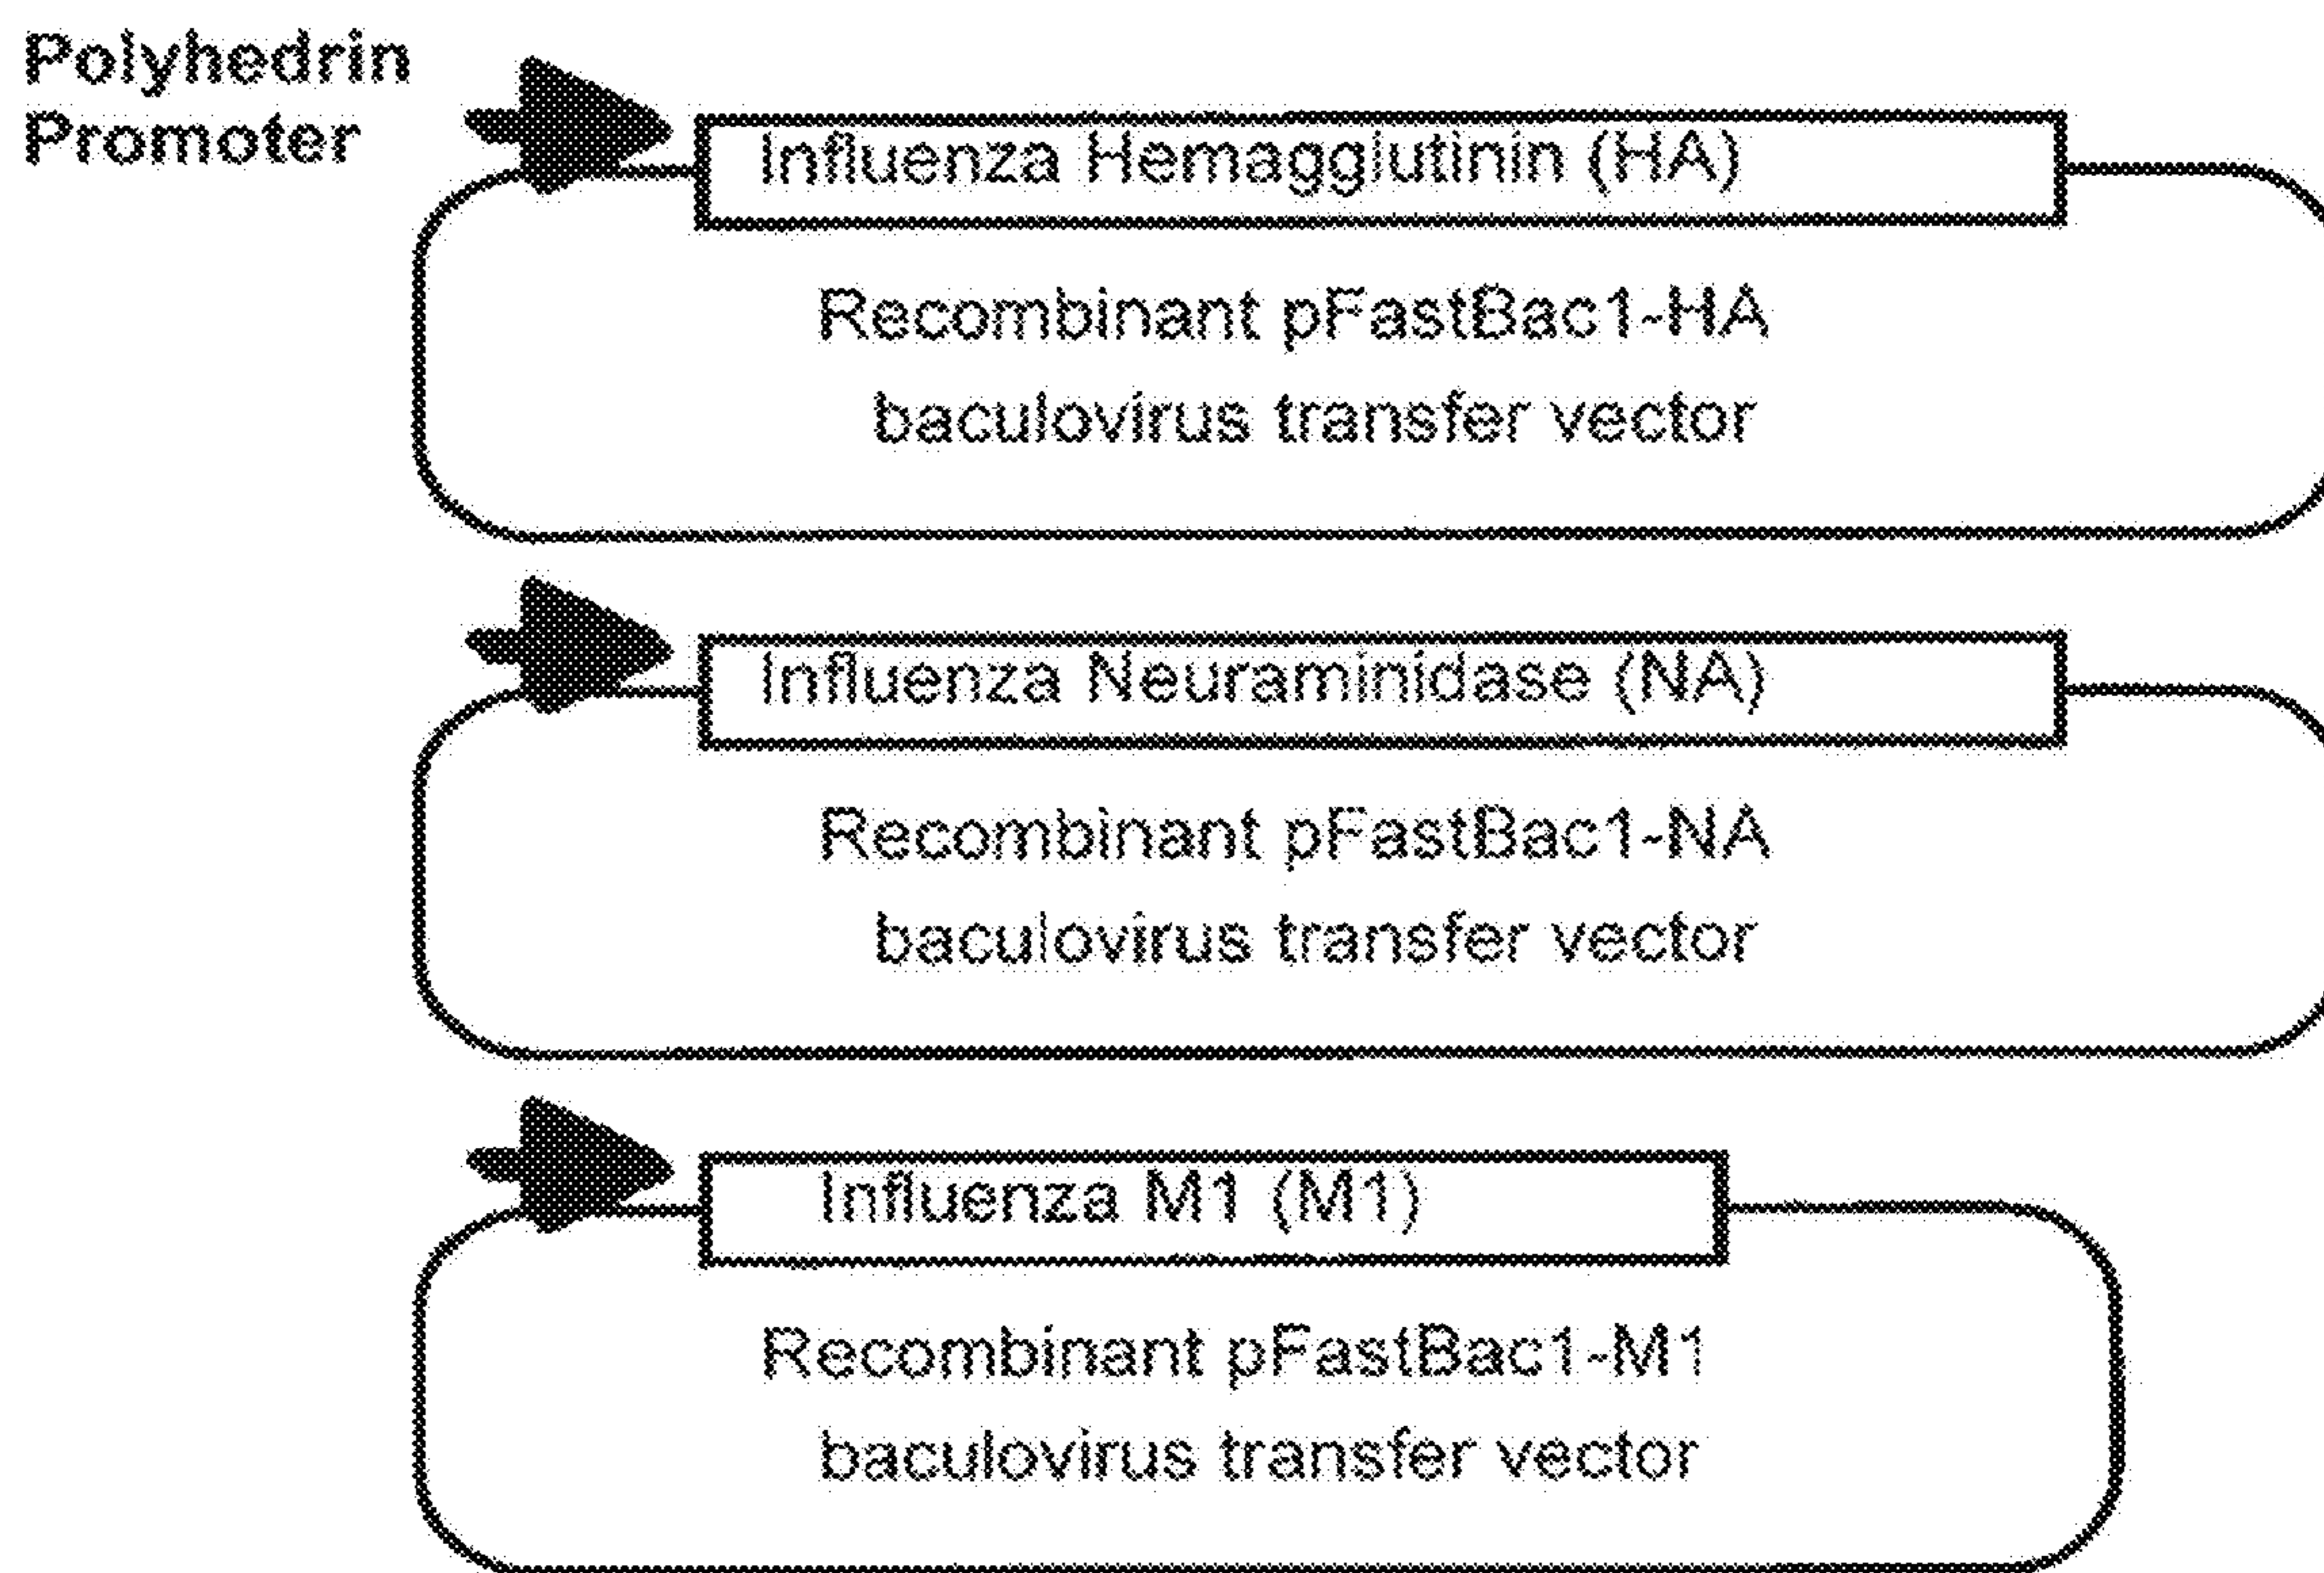 Polyhedrin
Promoter
Influenza Hemagglutinin (HA)
Recombinant pFastBac1-HA
baculovirus transfer vector
Influenza Neuraminidase (NA)
Recombinant pFastBac1-NA
baculovirus transfer vector
Influenza M1 (M1)
Recombinant pFastBac1-M1
baculovirus transfer vector